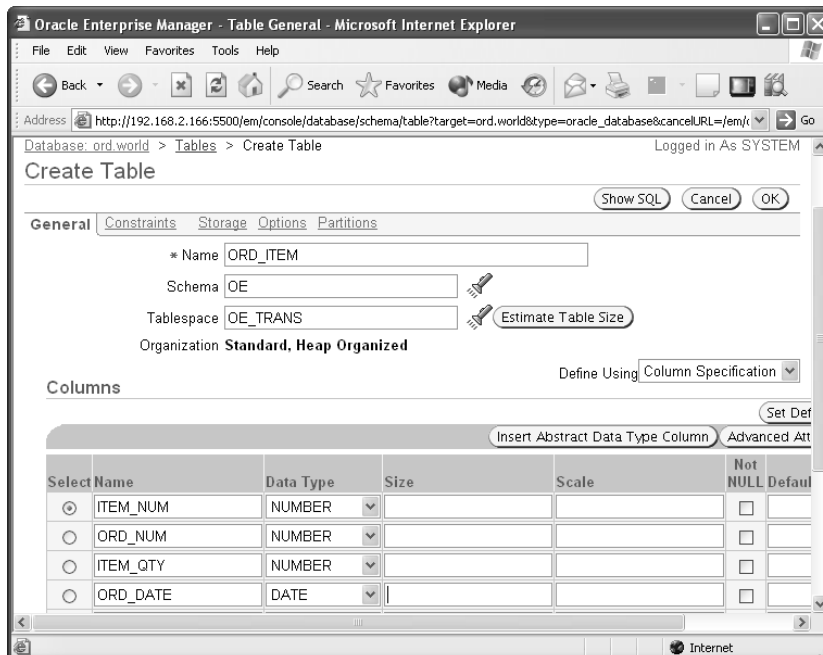 Oracle Enterprise Manager - Table General - Microsoft Internet Explorer
File Edit View Favorites Tools Help
Back Search Favorites Media
Address http://192.168.2.166:5500/em/console/database/schema/table?target=ord.world&type=oracle_database&cancelURL=/em/c Go
Database: ord.world > Tables > Create Table Logged in As SYSTEM
Create Table
Show SQL Cancel OK
General Constraints Storage Options Partitions
* Name ORD_ITEM
Schema OE
Tablespace OE_TRANS Estimate Table Size
Organization Standard, Heap Organized
Define Using Column Specification
Columns
Set Def
Insert Abstract Data Type Column Advanced Att
Select Name Data Type Size Scale Not NULL Defaul
ITEM_NUM NUMBER
ORD_NUM NUMBER
ITEM_QTY NUMBER
ORD_DATE DATE
Internet